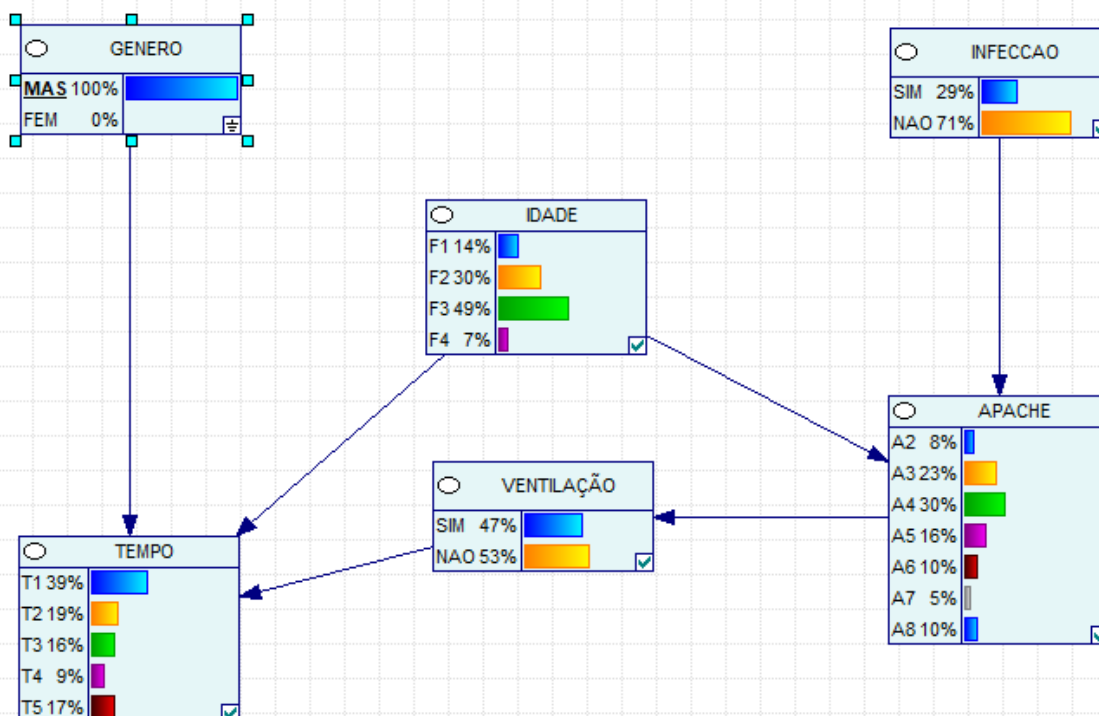 GENERO
MAS 100%
FEM 0%
INFECCAO
SIM 29%
NAO 71%
IDADE
F1 14%
F2 30%
F3 49%
F4 7%
APACHE
A2 8%
A3 23%
A4 30%
A5 16%
A6 10%
A7 5%
A8 10%
VENTILAÇÃO
SIM 47%
NAO 53%
TEMPO
T1 39%
T2 19%
T3 16%
T4 9%
T5 17%